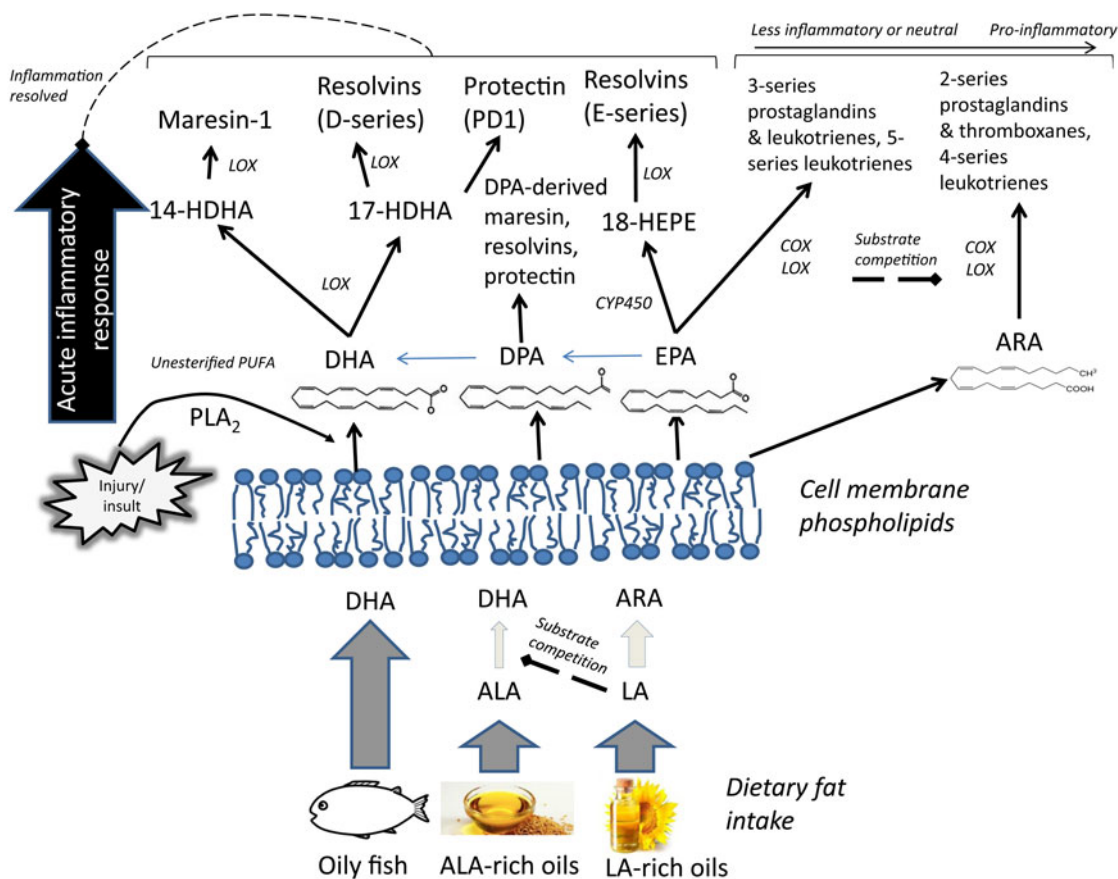 Less inflammatory or neutral
Pro-inflammatory
Inflammation
resolved
Maresin-1
Resolvins
(D-series)
Protectin
(PD1)
Resolvins
(E-series)
3-series
prostaglandins
& leukotrienes, 5-
series leukotrienes
2-series
prostaglandins
& thromboxanes,
4-series
leukotrienes
LOX
LOX
LOX
14-HDHA
17-HDHA
DPA-derived
maresin,
resolvins,
protectin
18-HEPE
Acute inflammatory
response
LOX
CYP450
COX
LOX
Substrate
competition
COX
LOX
Unesterified PUFA
DHA
DPA
EPA
ARA
O
O
O
O
O
CH3
COOH
PLA2
Injury/
insult
Cell membrane
phospholipids
DHA
DHA
ARA
Substrate
competition
ALA
LA
Dietary fat
intake
Oily fish
ALA-rich oils
LA-rich oils